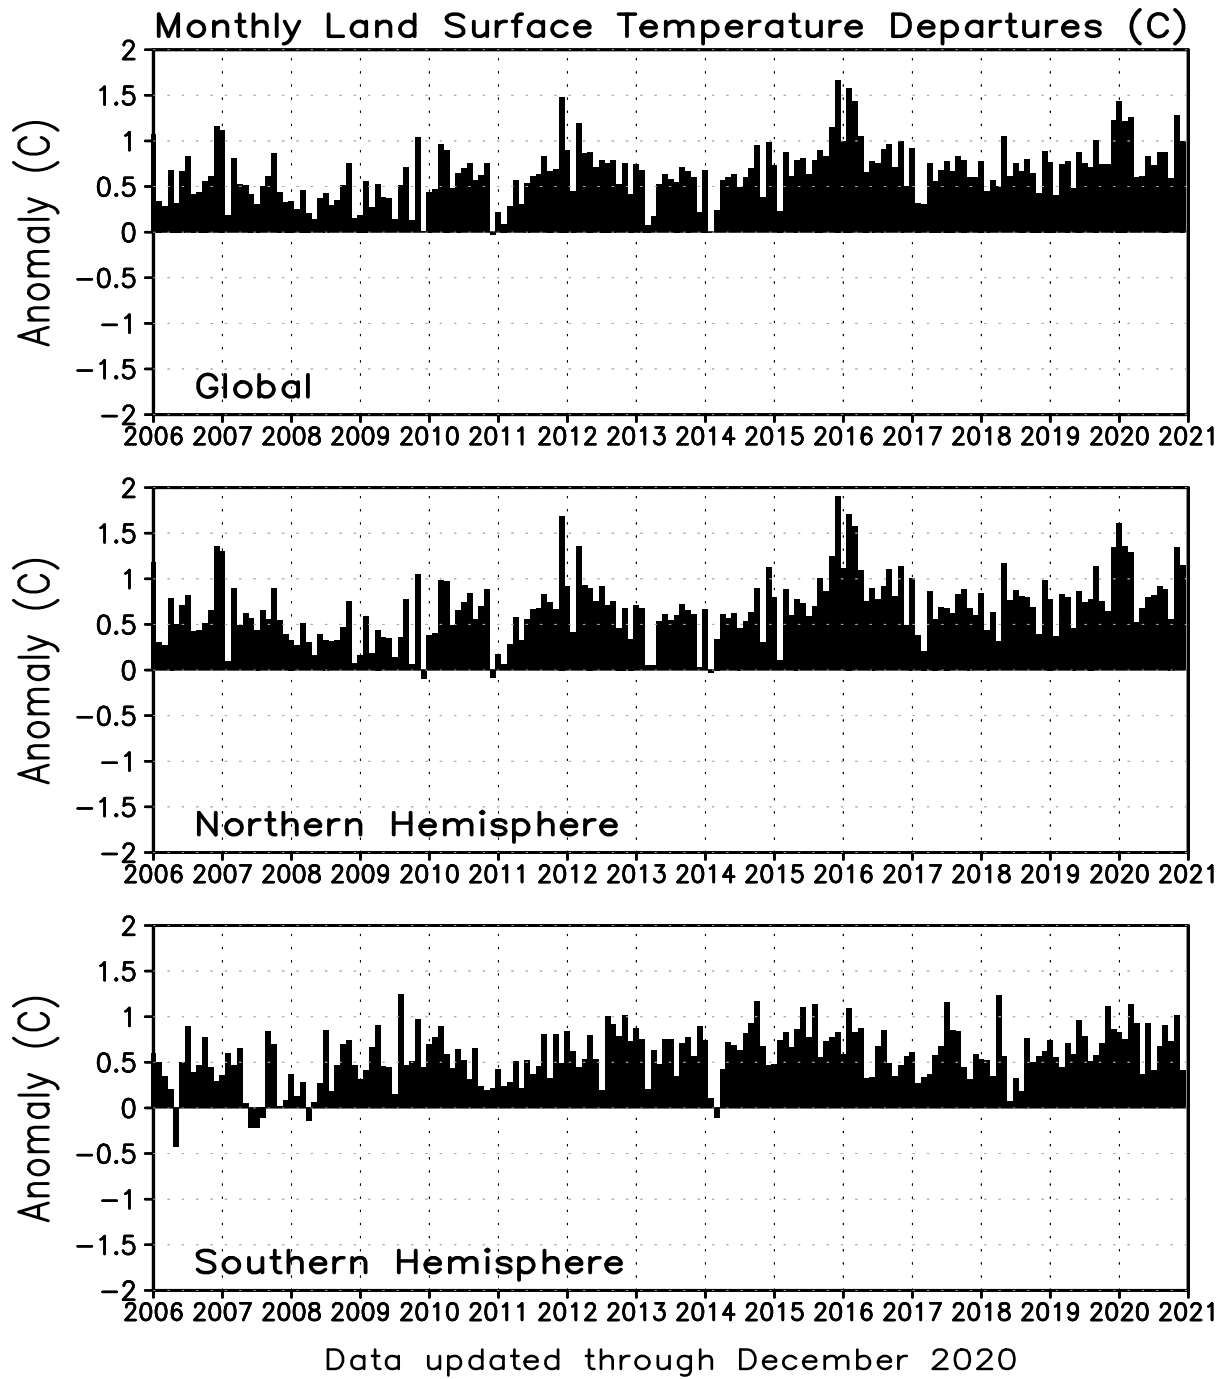 Monthly Land Surface Temperature Departures (C)
Anomaly (C)
2
1.5
1
0.5
0
−0.5
−1
−1.5
−2
Global
2006 2007 2008 2009 2010 2011 2012 2013 2014 2015 2016 2017 2018 2019 2020 2021
Anomaly (C)
2
1.5
1
0.5
0
−0.5
−1
−1.5
−2
Northern Hemisphere
2006 2007 2008 2009 2010 2011 2012 2013 2014 2015 2016 2017 2018 2019 2020 2021
Anomaly (C)
2
1.5
1
0.5
0
−0.5
−1
−1.5
−2
Southern Hemisphere
2006 2007 2008 2009 2010 2011 2012 2013 2014 2015 2016 2017 2018 2019 2020 2021
Data updated through December 2020